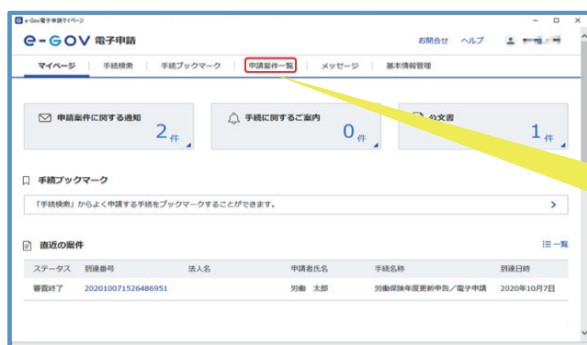 e-Gov電子申請マイページ
e-GOV 電子申請
お問合せ ヘルプ
マイページ 手続検索 手続ブックマーク 申請案件一覧 メッセージ 基本情報管理
申請案件に関する通知 2件
手続に関するご案内 0件
公文書 1件
手続ブックマーク
「手続検索」からよく申請する手続をブックマークすることができます。
直近の案件 一覧
ステータス 到達番号 法人名 申請者氏名 手続名称 到達日時
審査終了 202010071526486951 労働 太郎 労働保険年度更新申告／電子申請 2020年10月7日